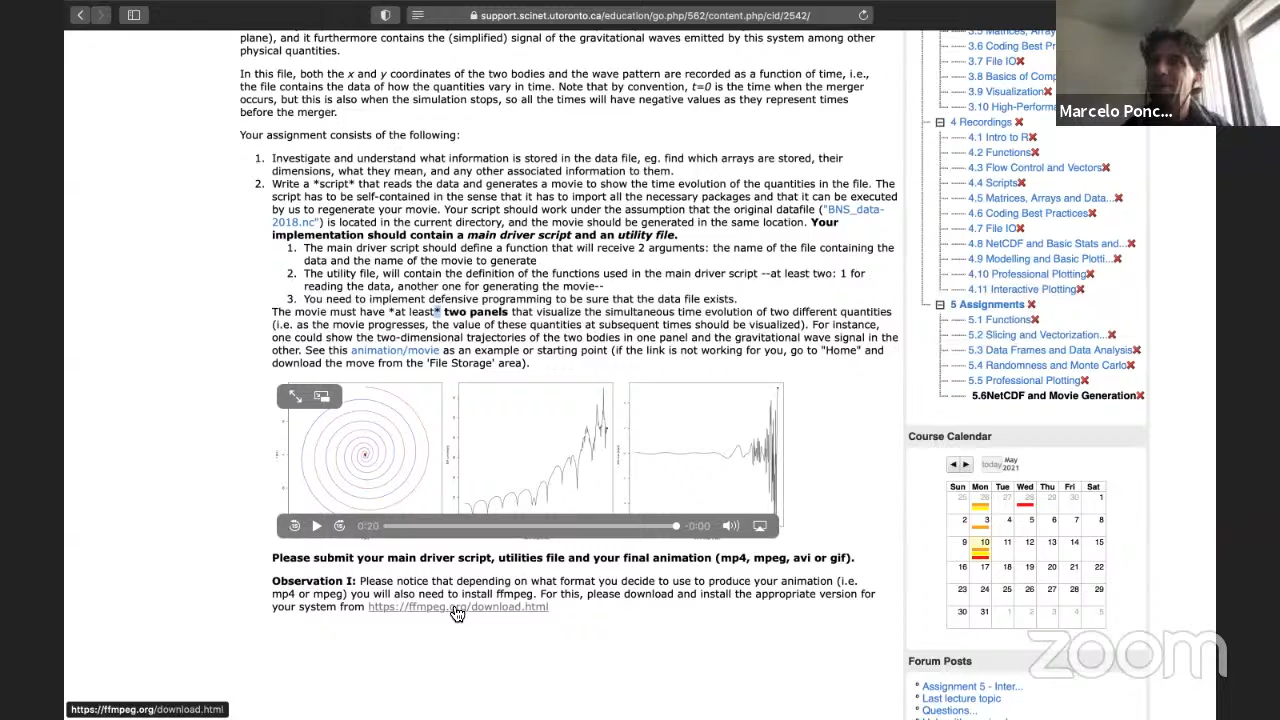 support.scinet.utoronto.ca/education/go.php/562/content.php/cid/2542/
plane), and it furthermore contains the (simplified) signal of the gravitational waves emitted by this system among other
physical quantities.
In this file, both the x and y coordinates of the two bodies and the wave pattern are recorded as a function of time, i.e.,
the file contains the data of how the quantities vary in time. Note that by convention, t=0 is the time when the merger
occurs, but this is also when the simulation stops, so all the times will have negative values as they represent times
before the merger.
Your assignment consists of the following:
1. Investigate and understand what information is stored in the data file, eg. find which arrays are stored, their
dimensions, what they mean, and any other associated information to them.
2. Write a *script* that reads the data and generates a movie to show the time evolution of the quantities in the file. The
script has to be self-contained in the sense that it has to import all the necessary packages and that it can be executed
by us to regenerate your movie. Your script should work under the assumption that the original datafile ("BNS_data-
2018.nc") is located in the current directory, and the movie should be generated in the same location. Your
implementation should contain a main driver script and an utility file.
1. The main driver script should define a function that will receive 2 arguments: the name of the file containing the
data and the name of the movie to generate
2. The utility file, will contain the definition of the functions used in the main driver script --at least two: 1 for
reading the data, another one for generating the movie--
3. You need to implement defensive programming to be sure that the data file exists.
The movie must have *at least* two panels that visualize the simultaneous time evolution of two different quantities
(i.e. as the movie progresses, the value of these quantities at subsequent times should be visualized). For instance,
one could show the two-dimensional trajectories of the two bodies in one panel and the gravitational wave signal in the
other. See this animation/movie as an example or starting point (if the link is not working for you, go to "Home" and
download the move from the 'File Storage' area).
0:20
-0:00
Please submit your main driver script, utilities file and your final animation (mp4, mpeg, avi or gif).
Observation I: Please notice that depending on what format you decide to use to produce your animation (i.e.
mp4 or mpeg) you will also need to install ffmpeg. For this, please download and install the appropriate version for
your system from https://ffmpeg.org/download.html
https://ffmpeg.org/download.html
3.5 Matrices, Array
3.6 Coding Best Pr
3.7 File IO
3.8 Basics of Comp
3.9 Visualization
3.10 High-Performa
4 Recordings
4.1 Intro to R
4.2 Functions
4.3 Flow Control and Vectors
4.4 Scripts
4.5 Matrices, Arrays and Data...
4.6 Coding Best Practices
4.7 File IO
4.8 NetCDF and Basic Stats and...
4.9 Modelling and Basic Plotti...
4.10 Professional Plotting
4.11 Interactive Plotting
5 Assignments
5.1 Functions
5.2 Slicing and Vectorization...
5.3 Data Frames and Data Analysis
5.4 Randomness and Monte Carlo
5.5 Professional Plotting
5.6NetCDF and Movie Generation
Course Calendar
today May
2021
Sun Mon Tue Wed Thu Fri Sat
25 26 27 28 29 30 1
2 3 4 5 6 7 8
9 10 11 12 13 14 15
16 17 18 19 20 21 22
23 24 25 26 27 28 29
30 31 1 2 3 4 5
Forum Posts
Assignment 5 - Inter...
Last lecture topic
Questions...
Marcelo Ponc...
zoom